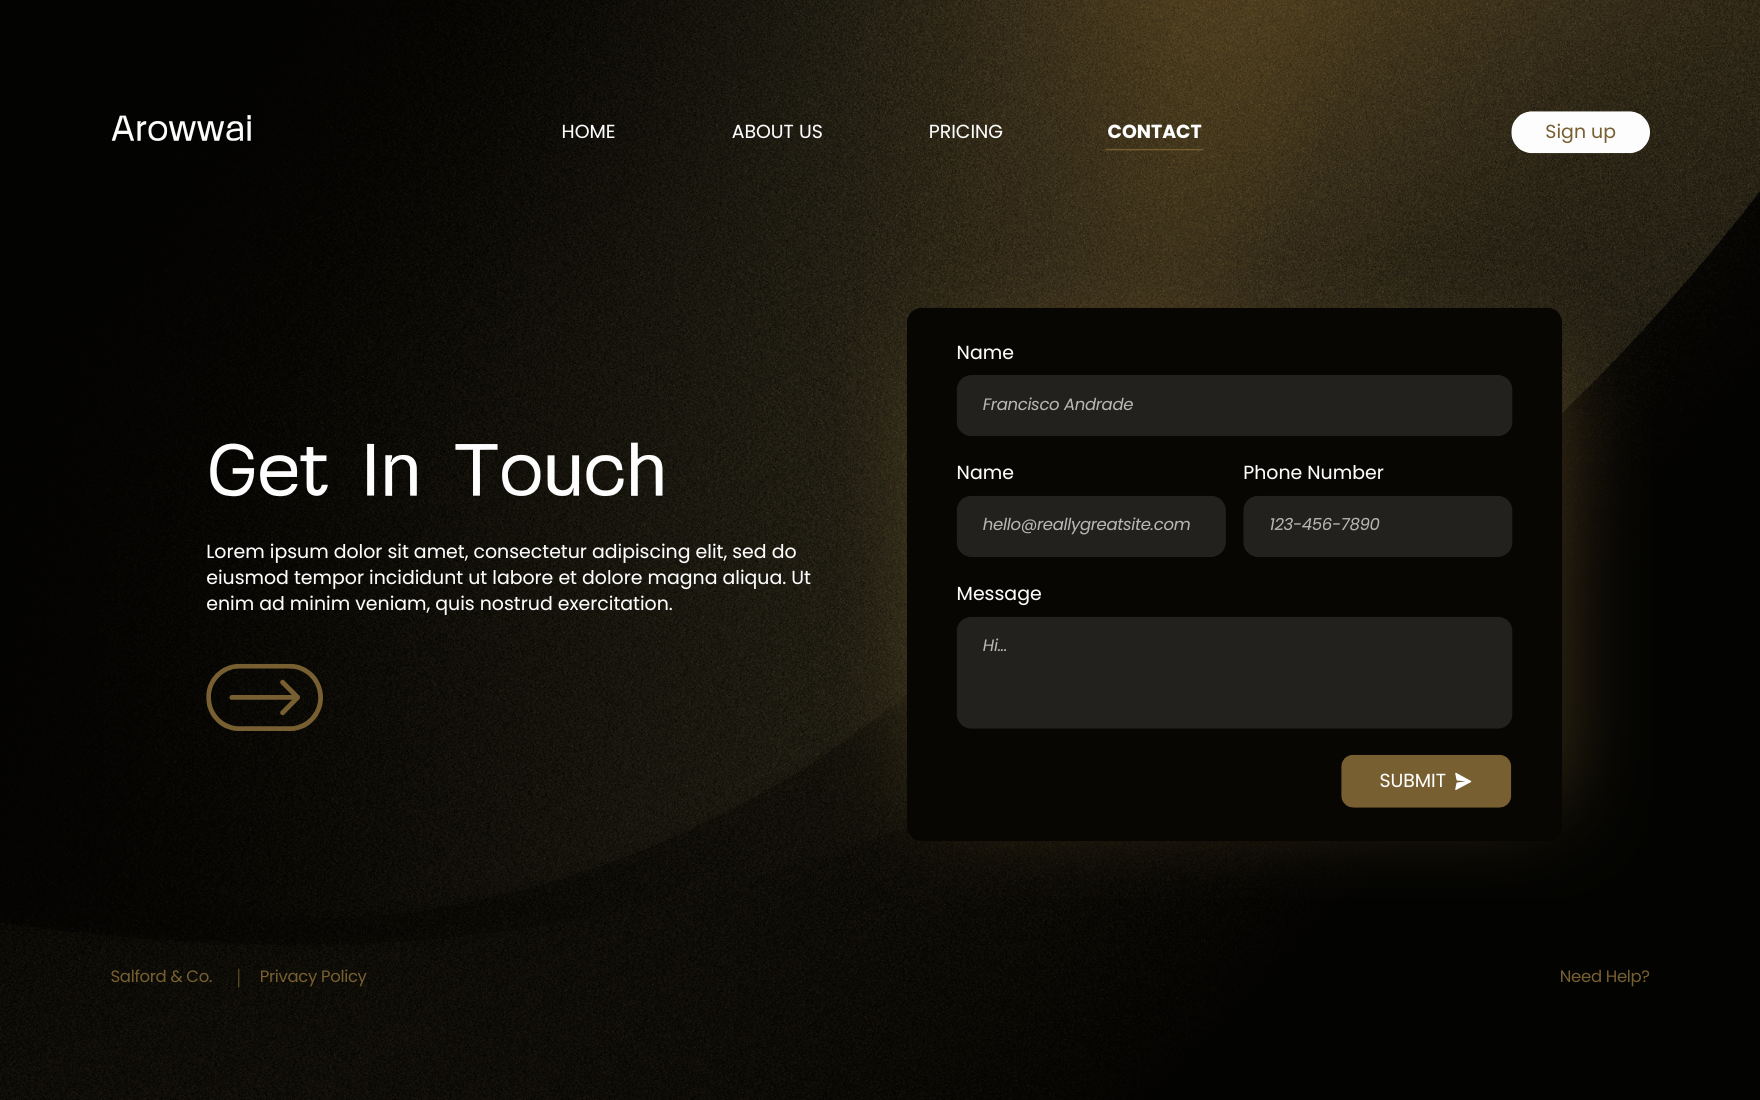 Arowwai
HOME
ABOUT US
PRICING
CONTACT
Sign up
Get In Touch
Lorem ipsum dolor sit amet, consectetur adipiscing elit, sed do
eiusmod tempor incididunt ut labore et dolore magna aliqua. Ut
enim ad minim veniam, quis nostrud exercitation.
Name
Francisco Andrade
Name
Phone Number
hello@reallygreatsite.com
123-456-7890
Message
Hi...
SUBMIT
Salford & Co. | Privacy Policy
Need Help?